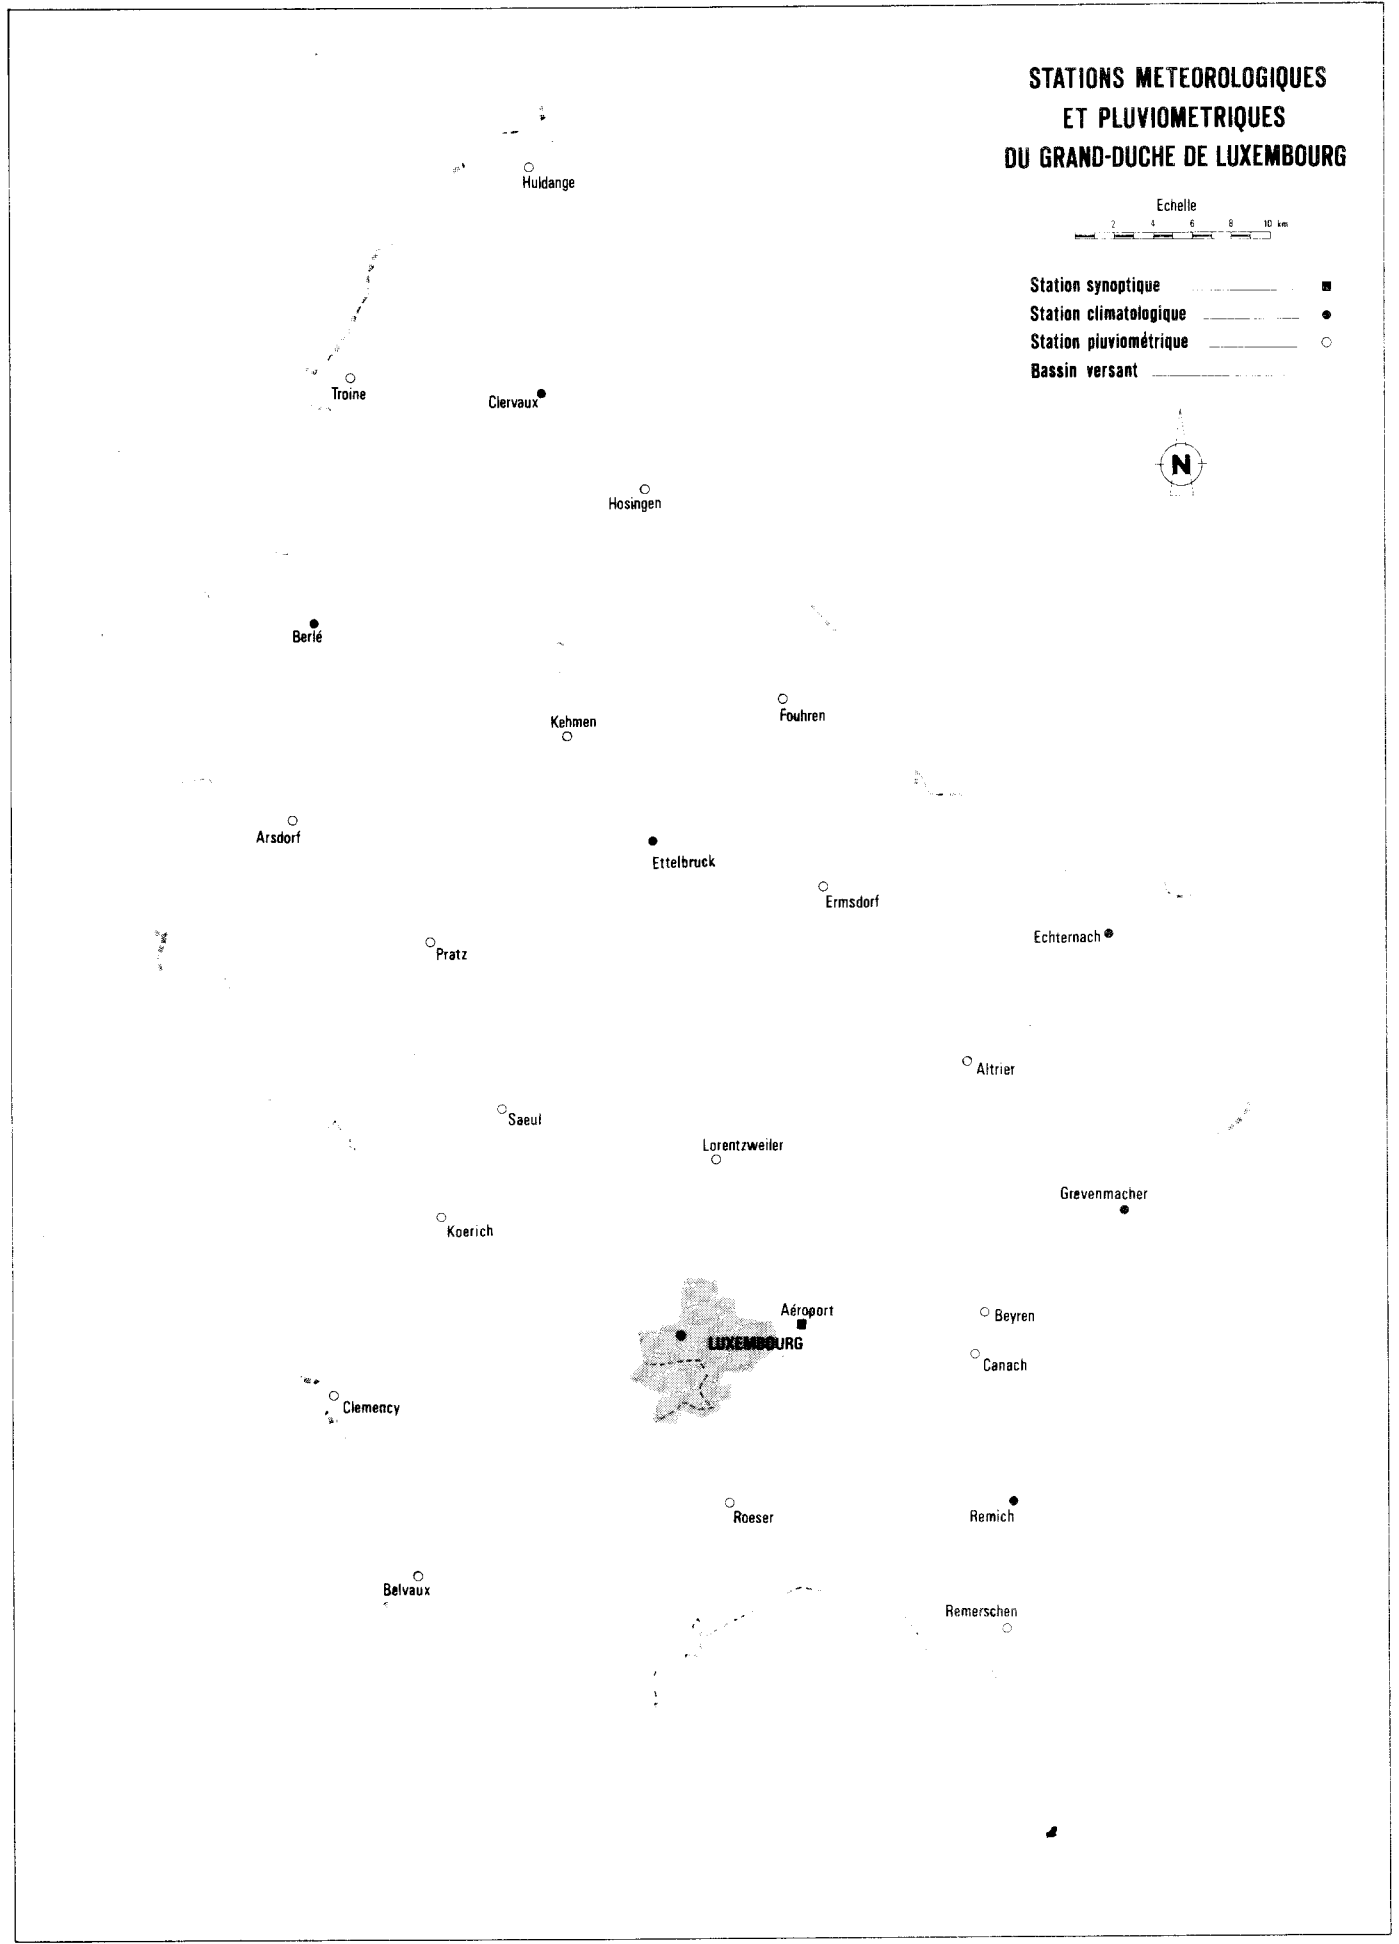 STATIONS METEOROLOGIQUES
ET PLUVIOMETRIQUES
DU GRAND-DUCHE DE LUXEMBOURG
Echelle
2 4 6 8 10 km
Station synoptique
Station climatologique
Station pluviométrique
Bassin versant
N
Huldange
Troine
Clervaux
Hosingen
Berlé
Fouhren
Kehmen
Arsdorf
Ettelbruck
Ermsdorf
Echternach
Pratz
Altrier
Saeul
Lorentzweiler
Grevenmacher
Koerich
Aéroport
Beyren
LUXEMBOURG
Canach
Clemency
Roeser
Remich
Belvaux
Remerschen